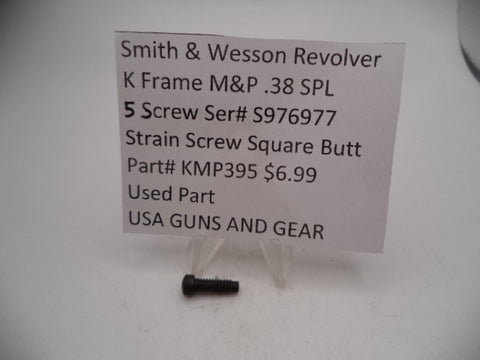 Smith & Wesson Revolver
K Frame M&P .38 SPL
5 Screw Ser# S976977
Strain Screw Square Butt
Part# KMP395 $6.99
Used Part
USA GUNS AND GEAR